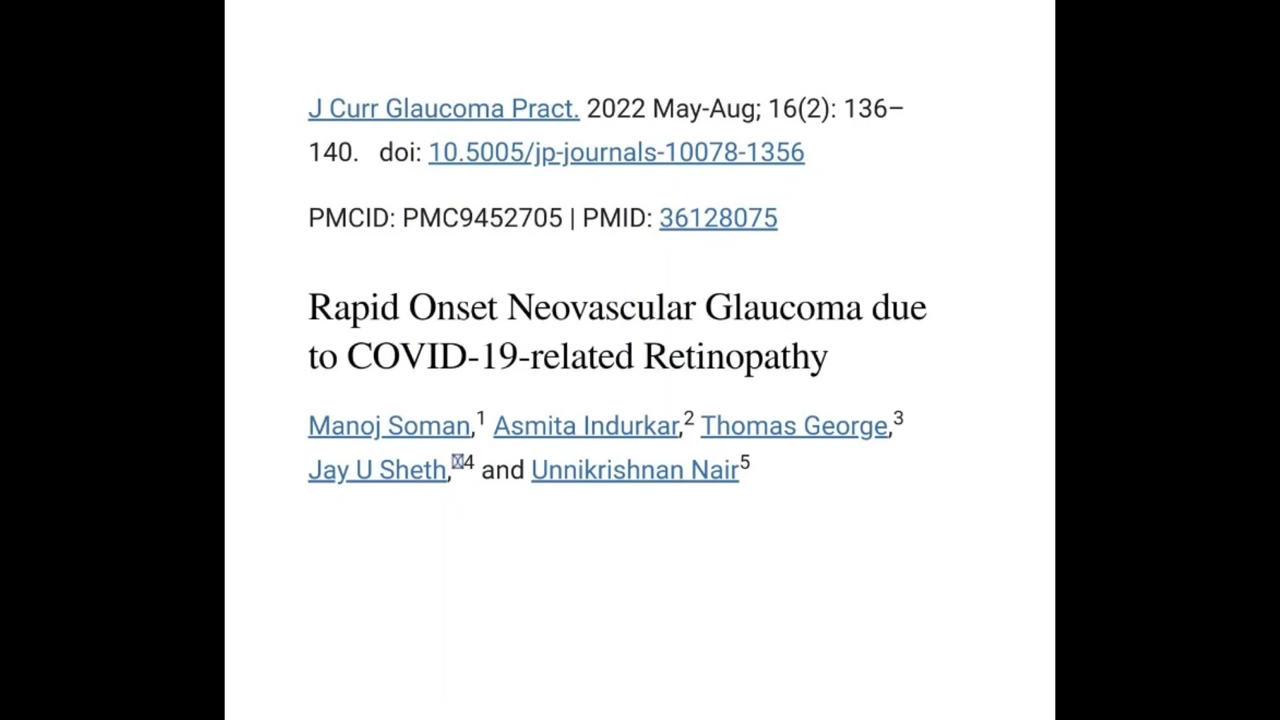 J Curr Glaucoma Pract. 2022 May-Aug; 16(2): 136–
140. doi: 10.5005/jp-journals-10078-1356
PMCID: PMC9452705 | PMID: 36128075
Rapid Onset Neovascular Glaucoma due
to COVID-19-related Retinopathy
Manoj Soman,1 Asmita Indurkar,2 Thomas George,3
Jay U Sheth,4 and Unnikrishnan Nair5